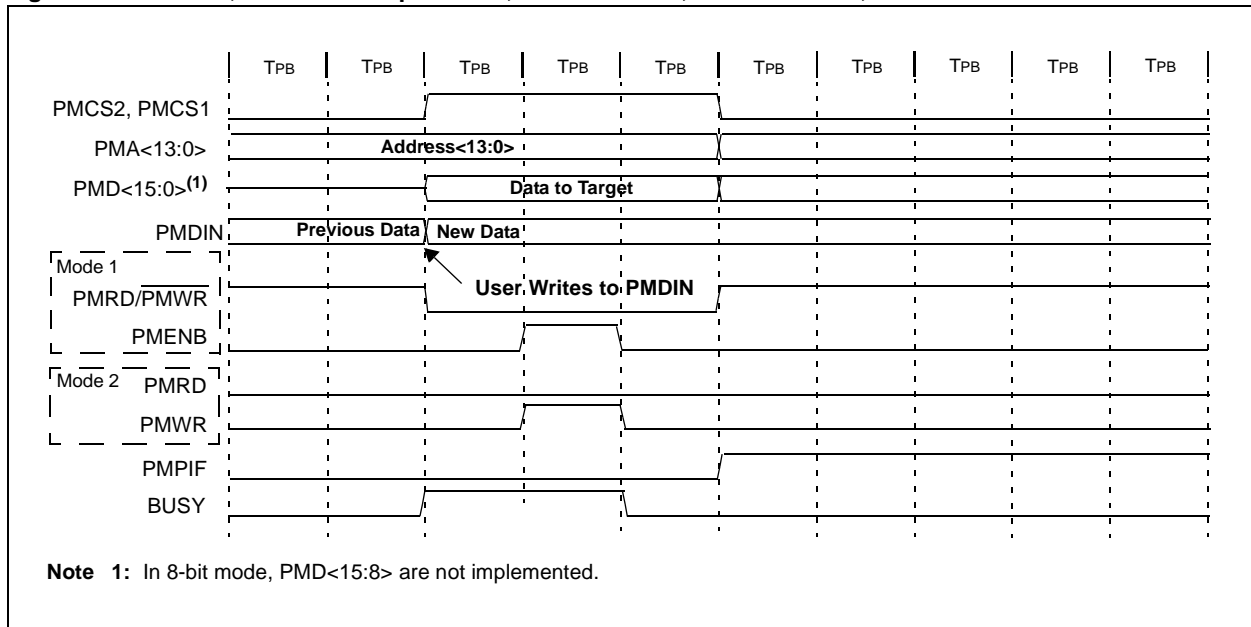 TPB TPB TPB TPB TPB TPB TPB TPB TPB TPB
PMCS2, PMCS1
PMA<13:0> Address<13:0>
PMD<15:0>(1) Data to Target
PMDIN Previous Data New Data
Mode 1
User Writes to PMDIN
PMRD/PMWR
PMENB
Mode 2 PMRD
PMWR
PMPIF
BUSY
Note 1: In 8-bit mode, PMD<15:8> are not implemented.